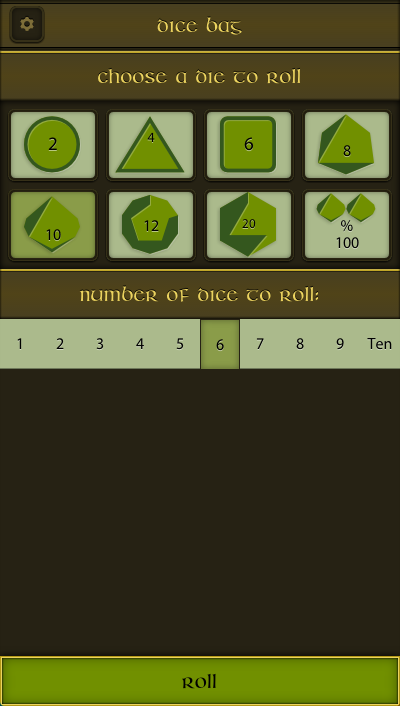 Dice Bag
Choose a Die to Roll
2 4 6 8
10 12 20 %
100
Number of Dice to Roll:
1 2 3 4 5 6 7 8 9 Ten
Roll